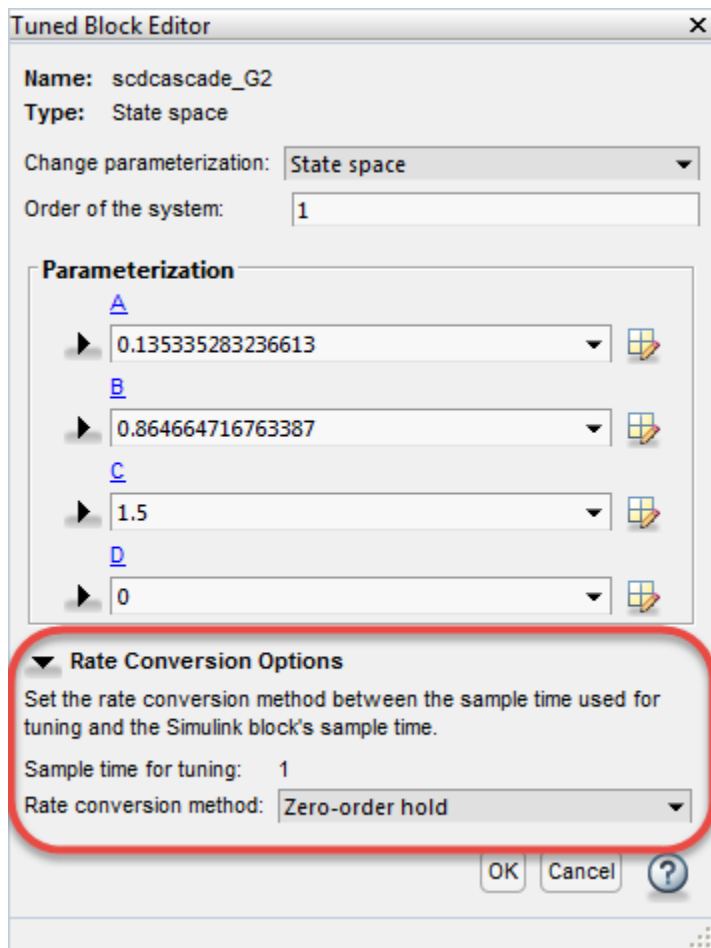 Tuned Block Editor
Name: scdcascade_G2
Type: State space
Change parameterization: State space
Order of the system: 1
Parameterization
A
0.135335283236613
B
0.864664716763387
C
1.5
D
0
Rate Conversion Options
Set the rate conversion method between the sample time used for
tuning and the Simulink block's sample time.
Sample time for tuning: 1
Rate conversion method: Zero-order hold
OK Cancel ?